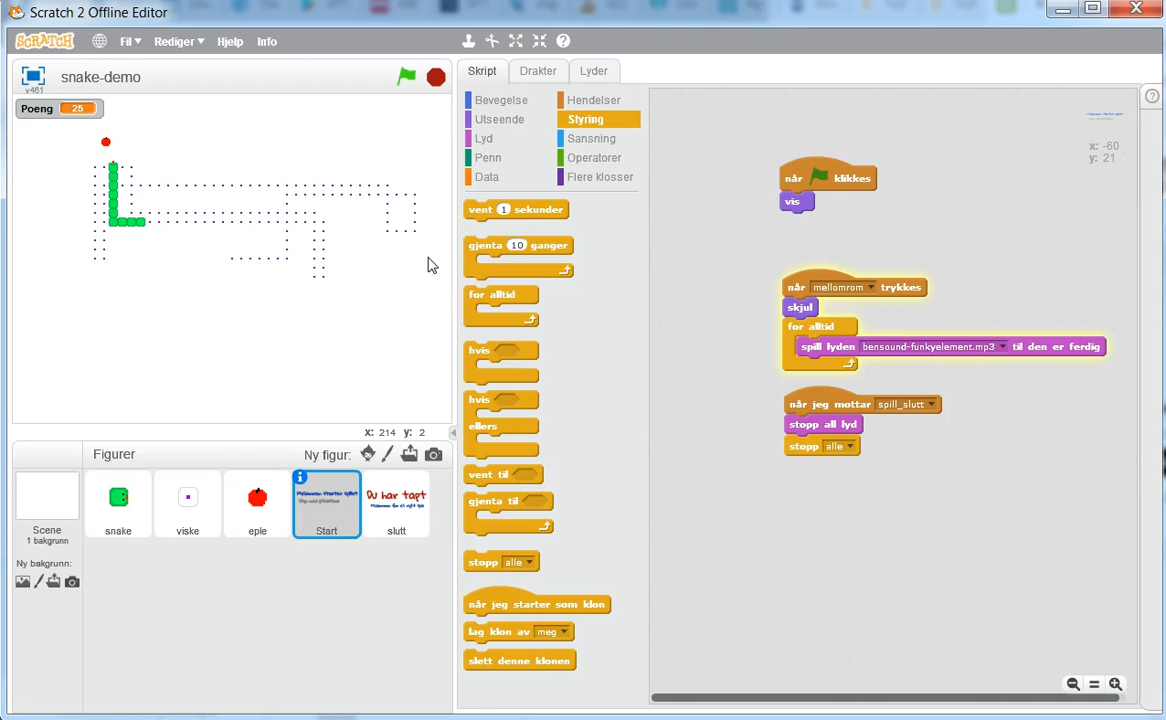 Scratch 2 Offline Editor
SCRATCH Fil Rediger Hjelp Info
v461
snake-demo
Poeng 25
x: 214 y: 2
Figurer Ny figur:
Scene
1 bakgrunn
Ny bakgrunn:
snake
viske
eple
Start
Du har tapt
slutt
Skript Drakter Lyder
Bevegelse Hendelser
Utseende Styring
Lyd Sansning
Penn Operatorer
Data Flere klosser
vent 1 sekunder
gjenta 10 ganger
for alltid
hvis
hvis
ellers
vent til
gjenta til
stopp alle
når jeg starter som klon
lag klon av meg
slett denne klonen
x: -60
y: 21
når klikkes
vis
når mellomrom trykkes
skjul
for alltid
spill lyden bensound-funkyelement.mp3 til den er ferdig
når jeg mottar spill_slutt
stopp all lyd
stopp alle